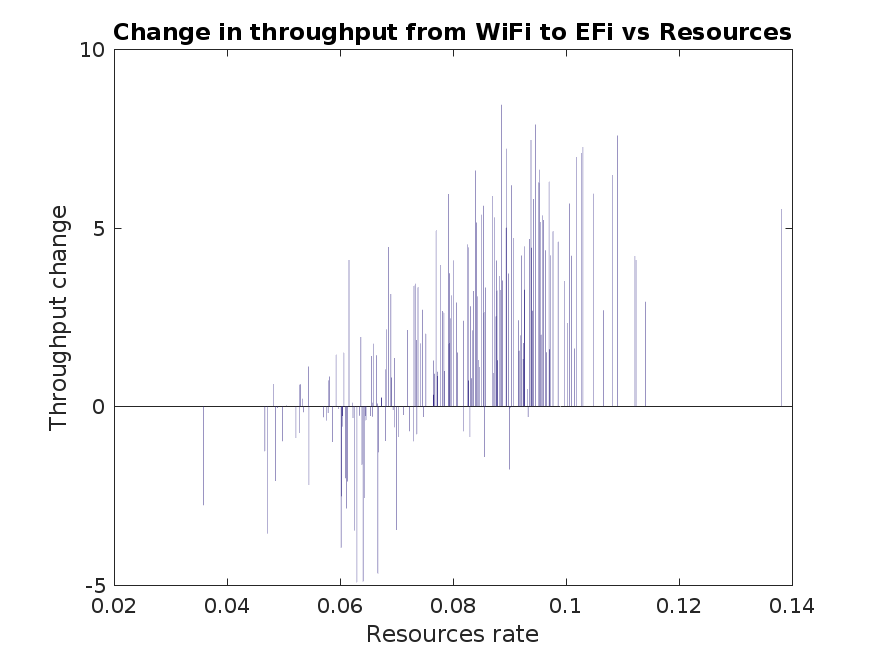 Change in throughput from WiFi to EFi vs Resources
10
5
0
-5
Throughput change
0.02 0.04 0.06 0.08 0.1 0.12 0.14
Resources rate